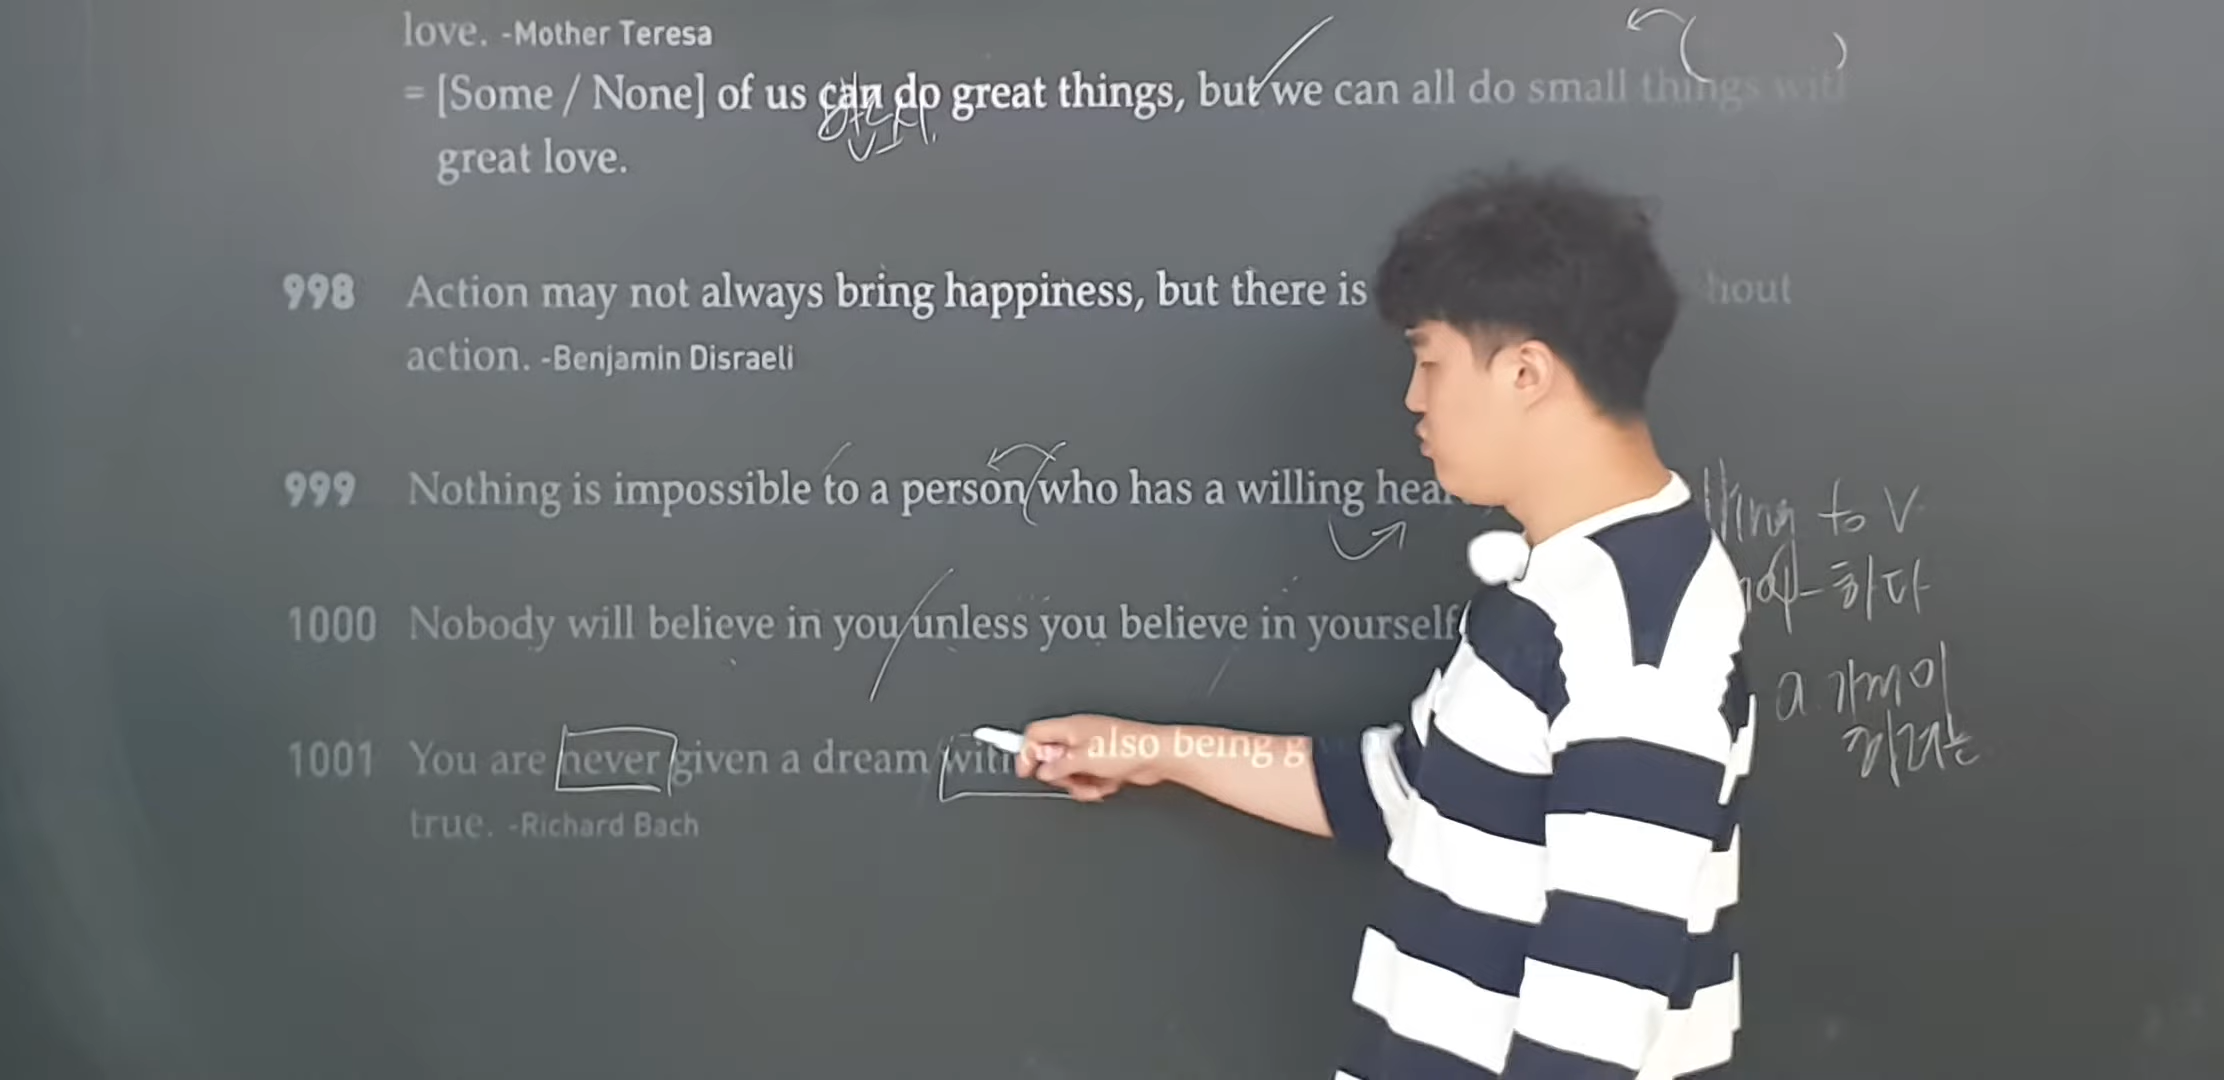 love. -Mother Teresa
= [Some / None] of us can do great things, but we can all do small things with
great love.
998 Action may not always bring happiness, but there is
action. -Benjamin Disraeli
999 Nothing is impossible to a person who has a willing
to V
하다
1000 Nobody will believe in you unless you believe in yourself
a
1001 You are never given a dream also being
true. -Richard Bach